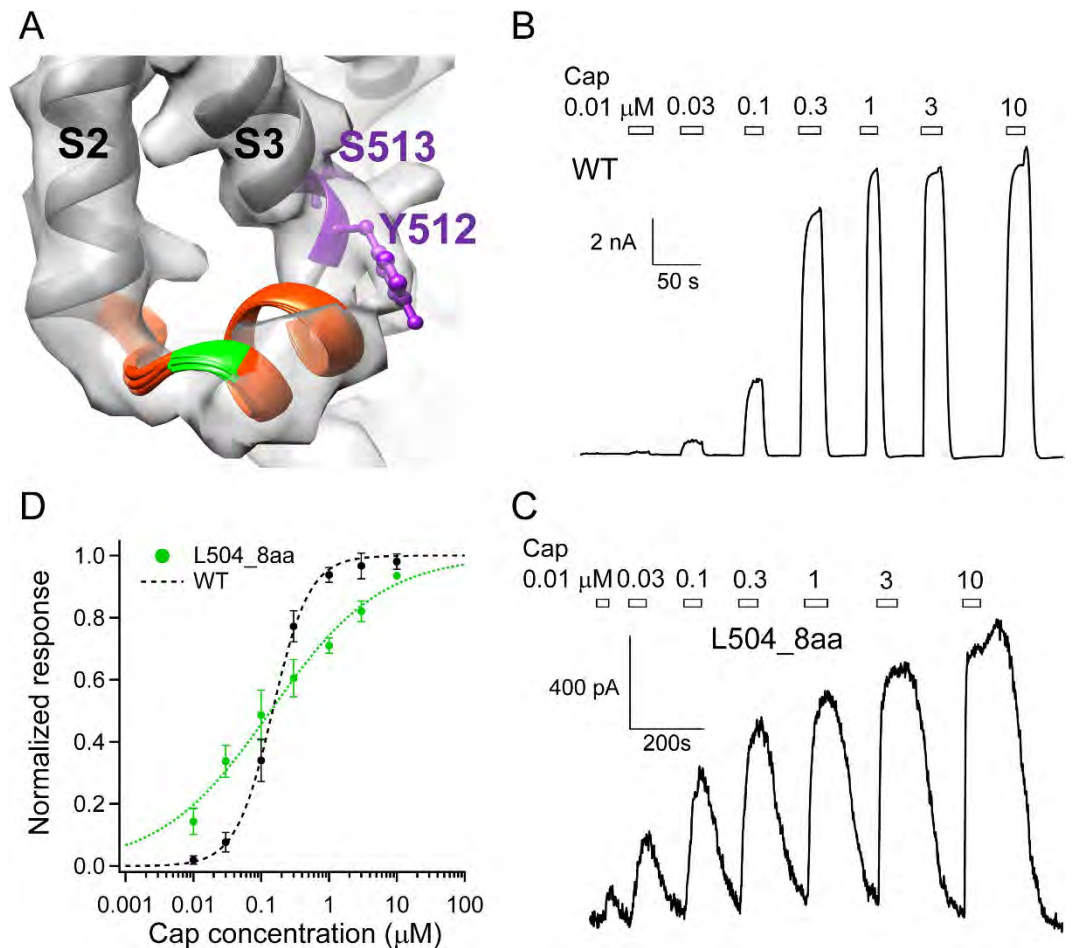 A
S2
S3
S513
Y512
B
Cap
0.01 μM 0.03 0.1 0.3 1 3 10
WT
2 nA
50 s
D
L504_8aa
WT
1.0
0.8
0.6
0.4
0.2
0.0
Normalized response
0.001 0.01 0.1 1 10 100
Cap concentration (μM)
C
Cap
0.01 μM 0.03 0.1 0.3 1 3 10
L504_8aa
400 pA
200s